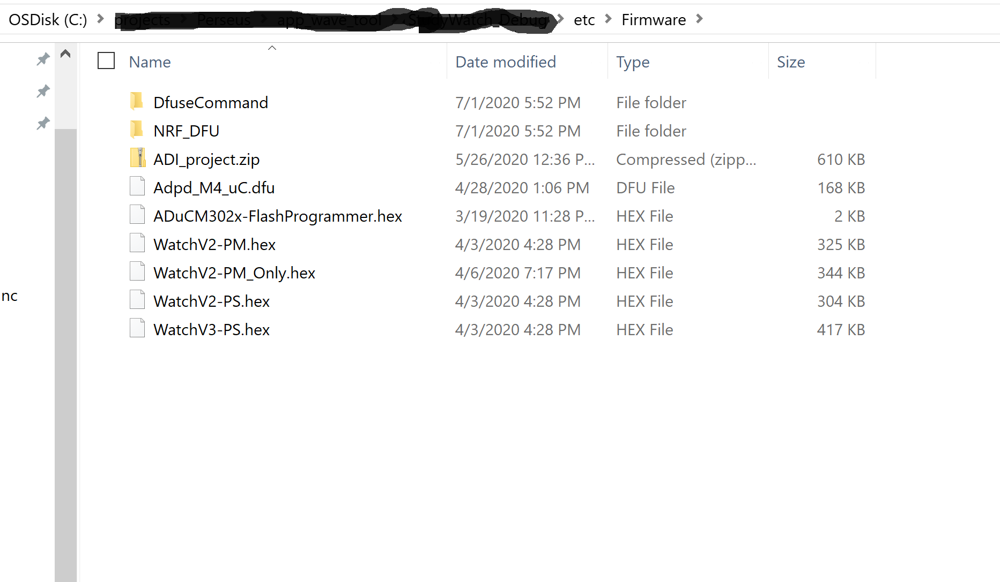 OSDisk (C:) > projects > Perseus > app_wave_tool > StudyWatch_Debug > etc > Firmware >
Name Date modified Type Size
DfuseCommand 7/1/2020 5:52 PM File folder
NRF_DFU 7/1/2020 5:52 PM File folder
ADI_project.zip 5/26/2020 12:36 P... Compressed (zipp... 610 KB
Adpd_M4_uC.dfu 4/28/2020 1:06 PM DFU File 168 KB
ADuCM302x-FlashProgrammer.hex 3/19/2020 11:28 P... HEX File 2 KB
WatchV2-PM.hex 4/3/2020 4:28 PM HEX File 325 KB
WatchV2-PM_Only.hex 4/6/2020 7:17 PM HEX File 344 KB
nc
WatchV2-PS.hex 4/3/2020 4:28 PM HEX File 304 KB
WatchV3-PS.hex 4/3/2020 4:28 PM HEX File 417 KB